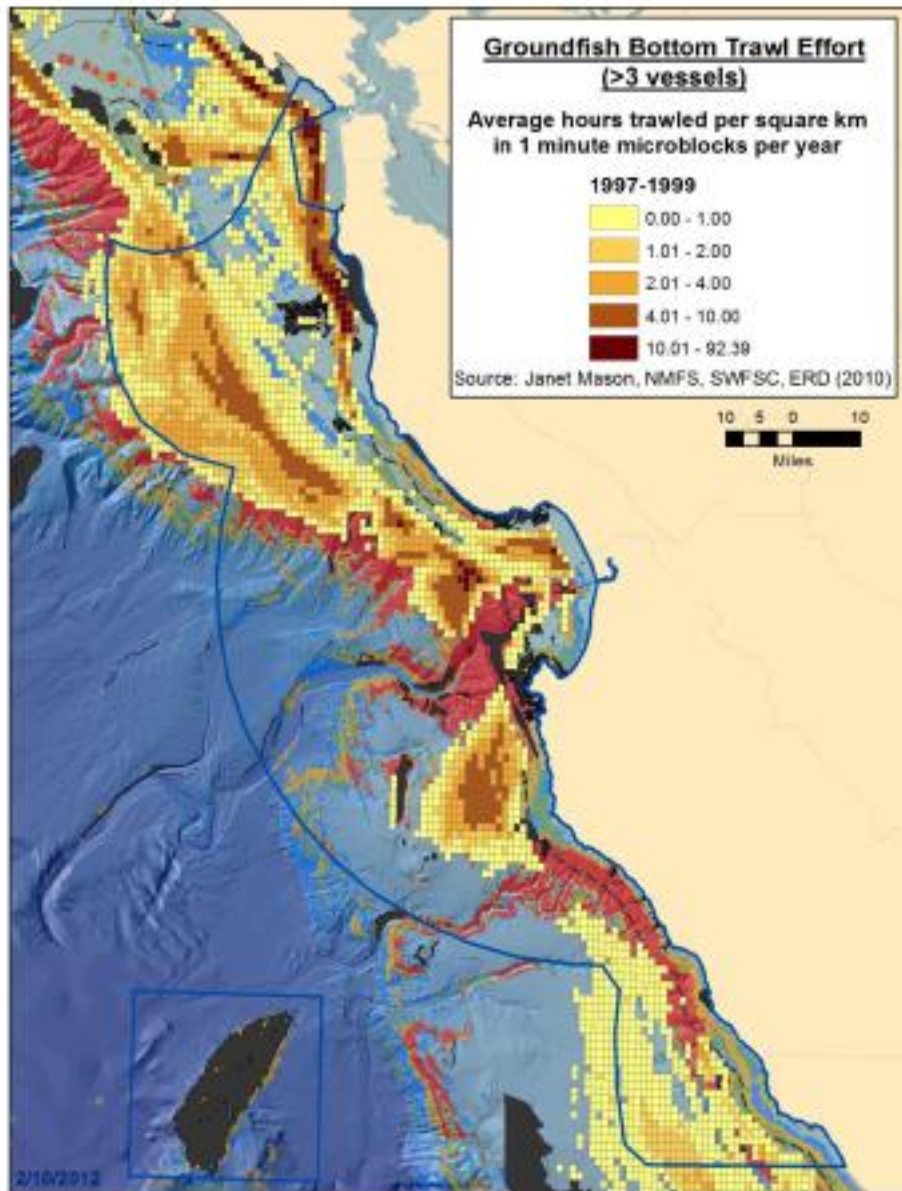 Groundfish Bottom Trawl Effort
(>3 vessels)
Average hours trawled per square km
in 1 minute microblocks per year
1997-1999
0.00 - 1.00
1.01 - 2.00
2.01 - 4.00
4.01 - 10.00
10.01 - 92.39
Source: Janet Mason, NMFS, SWFSC, ERD (2010)
10 5 0 10
Miles
2/10/2012